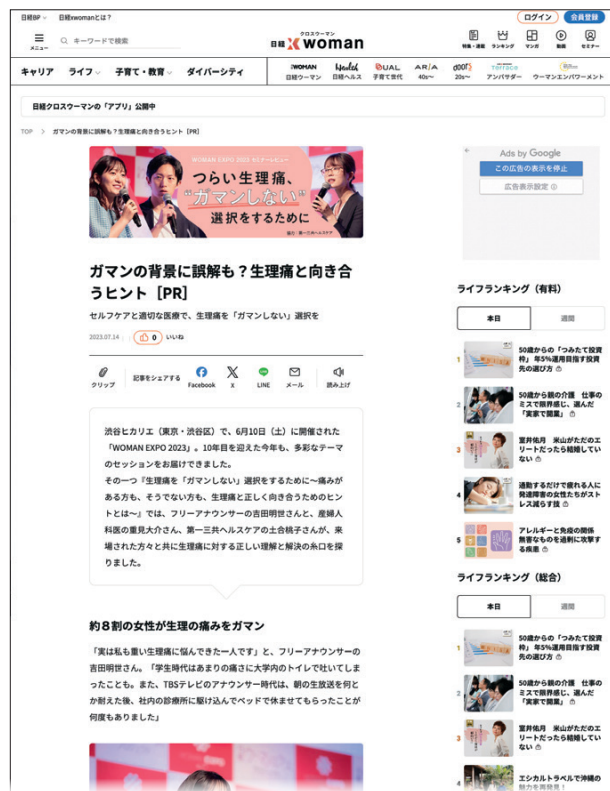 日経BP
日経xwomanとは？
ログイン
会員登録
メニュー
キーワードで検索
クロスウーマン
日経 X woman
特集・連載
ランキング
マンガ
動画
セミナー
キャリア
ライフ
子育て・教育
ダイバーシティ
WOMAN
日経ウーマン
Health
日経ヘルス
DUAL
子育て世代
ARIA
40s〜
doors
20s〜
Terrace
アンバサダー
ウーマンエンパワーメント
日経クロスウーマンの「アプリ」公開中
TOP > ガマンの背景に誤解も？生理痛と向き合うヒント [PR]
WOMAN EXPO 2023 セミナーレビュー
つらい生理痛、
“ガマンしない”
選択をするために
協力：第一三共ヘルスケア
Ads by Google
この広告の表示を停止
広告表示設定
ガマンの背景に誤解も？生理痛と向き合
うヒント［PR］
セルフケアと適切な医療で、生理痛を「ガマンしない」選択を
2023.07.14
0
いいね
クリップ
記事をシェアする
Facebook
X
LINE
メール
読み上げ
渋谷ヒカリエ（東京・渋谷区）で、6月10日（土）に開催された
「WOMAN EXPO 2023」。10年目を迎えた今年も、多彩なテーマ
のセッションをお届けできました。
その一つ『生理痛を「ガマンしない」選択をするために〜痛みが
ある方も、そうでない方も、生理痛と正しく向き合うためのヒン
トとは〜』では、フリーアナウンサーの吉田明世さんと、産婦人
科医の重見大介さん、第一三共ヘルスケアの土合桃子さんが、来
場された方々と共に生理痛に対する正しい理解と解決の糸口を探
りました。
約８割の女性が生理の痛みをガマン
「実は私も重い生理痛に悩んできた一人です」と、フリーアナウンサーの
吉田明世さん。「学生時代はあまりの痛さに大学内のトイレで吐いてしま
ったことも。また、TBSテレビのアナウンサー時代は、朝の生放送を何と
か耐えた後、社内の診療所に駆け込んでベッドで休ませてもらったことが
何度もありました」
ライフランキング（有料）
本日
週間
1
50歳からの「つみたて投資
枠」 年5%運用目指す投資
先の選び方
2
50歳から親の介護 仕事の
ミスで限界感じ、選んだ
「実家で開業」
3
室井佑月 米山がただのエ
リートだったら結婚してい
ない
4
通勤するだけで疲れる人に
発達障害の女性たちがスト
レス減らす技
5
アレルギーと免疫の関係
無害なものを過剰に攻撃す
る疾患
ライフランキング（総合）
本日
週間
1
50歳からの「つみたて投資
枠」 年5%運用目指す投資
先の選び方
2
50歳から親の介護 仕事の
ミスで限界感じ、選んだ
「実家で開業」
3
室井佑月 米山がただのエ
リートだったら結婚してい
ない
4
エシカルトラベルで沖縄の
魅力を再発見！